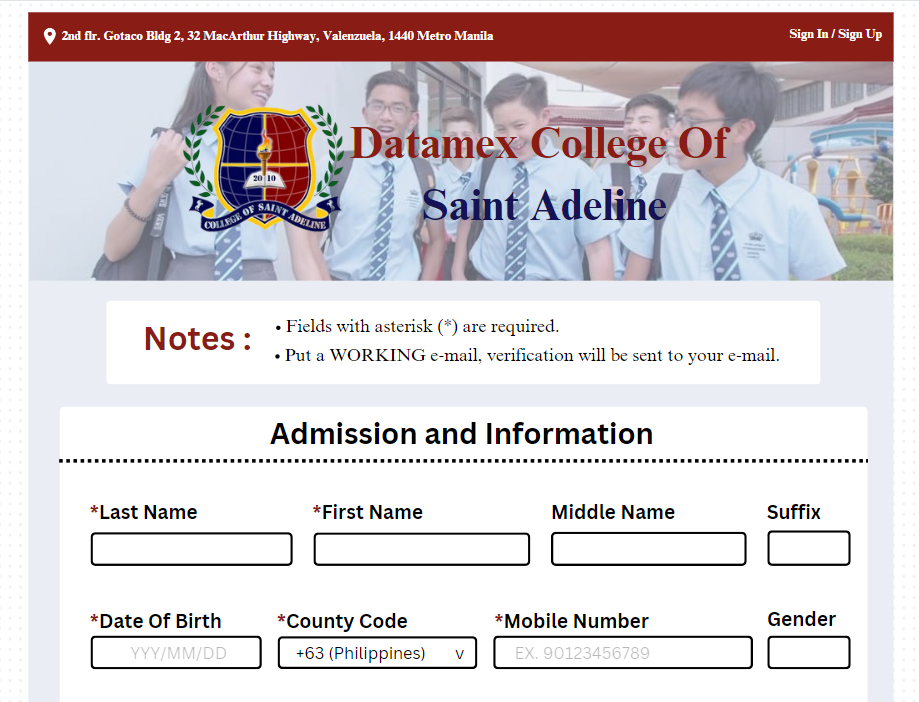 2nd flr. Gotaco Bldg 2, 32 MacArthur Highway, Valenzuela, 1440 Metro Manila
Sign In / Sign Up
Datamex College Of
Saint Adeline
20 10
COLLEGE OF SAINT ADELINE
Notes :
• Fields with asterisk (*) are required.
• Put a WORKING e-mail, verification will be sent to your e-mail.
Admission and Information
*Last Name
*First Name
Middle Name
Suffix
*Date Of Birth
*County Code
*Mobile Number
Gender
YYY/MM/DD
+63 (Philippines) v
EX. 90123456789